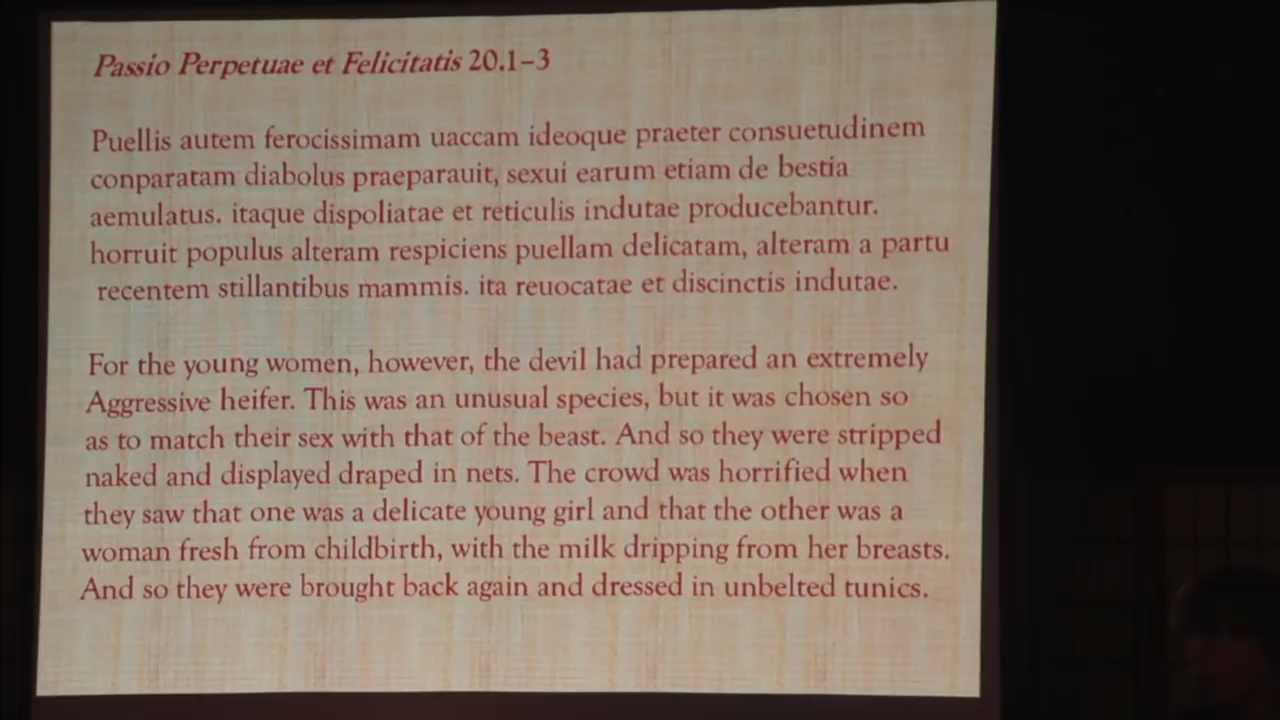 Passio Perpetuae et Felicitatis 20.1–3
Puellis autem ferocissimam uaccam ideoque praeter consuetudinem
conparatam diabolus praeparauit, sexui earum etiam de bestia
aemulatus. itaque dispoliatae et reticulis indutae producebantur.
horruit populus alteram respiciens puellam delicatam, alteram a partu
recentem stillantibus mammis. ita reuocatae et discinctis indutae.
For the young women, however, the devil had prepared an extremely
Aggressive heifer. This was an unusual species, but it was chosen so
as to match their sex with that of the beast. And so they were stripped
naked and displayed draped in nets. The crowd was horrified when
they saw that one was a delicate young girl and that the other was a
woman fresh from childbirth, with the milk dripping from her breasts.
And so they were brought back again and dressed in unbelted tunics.